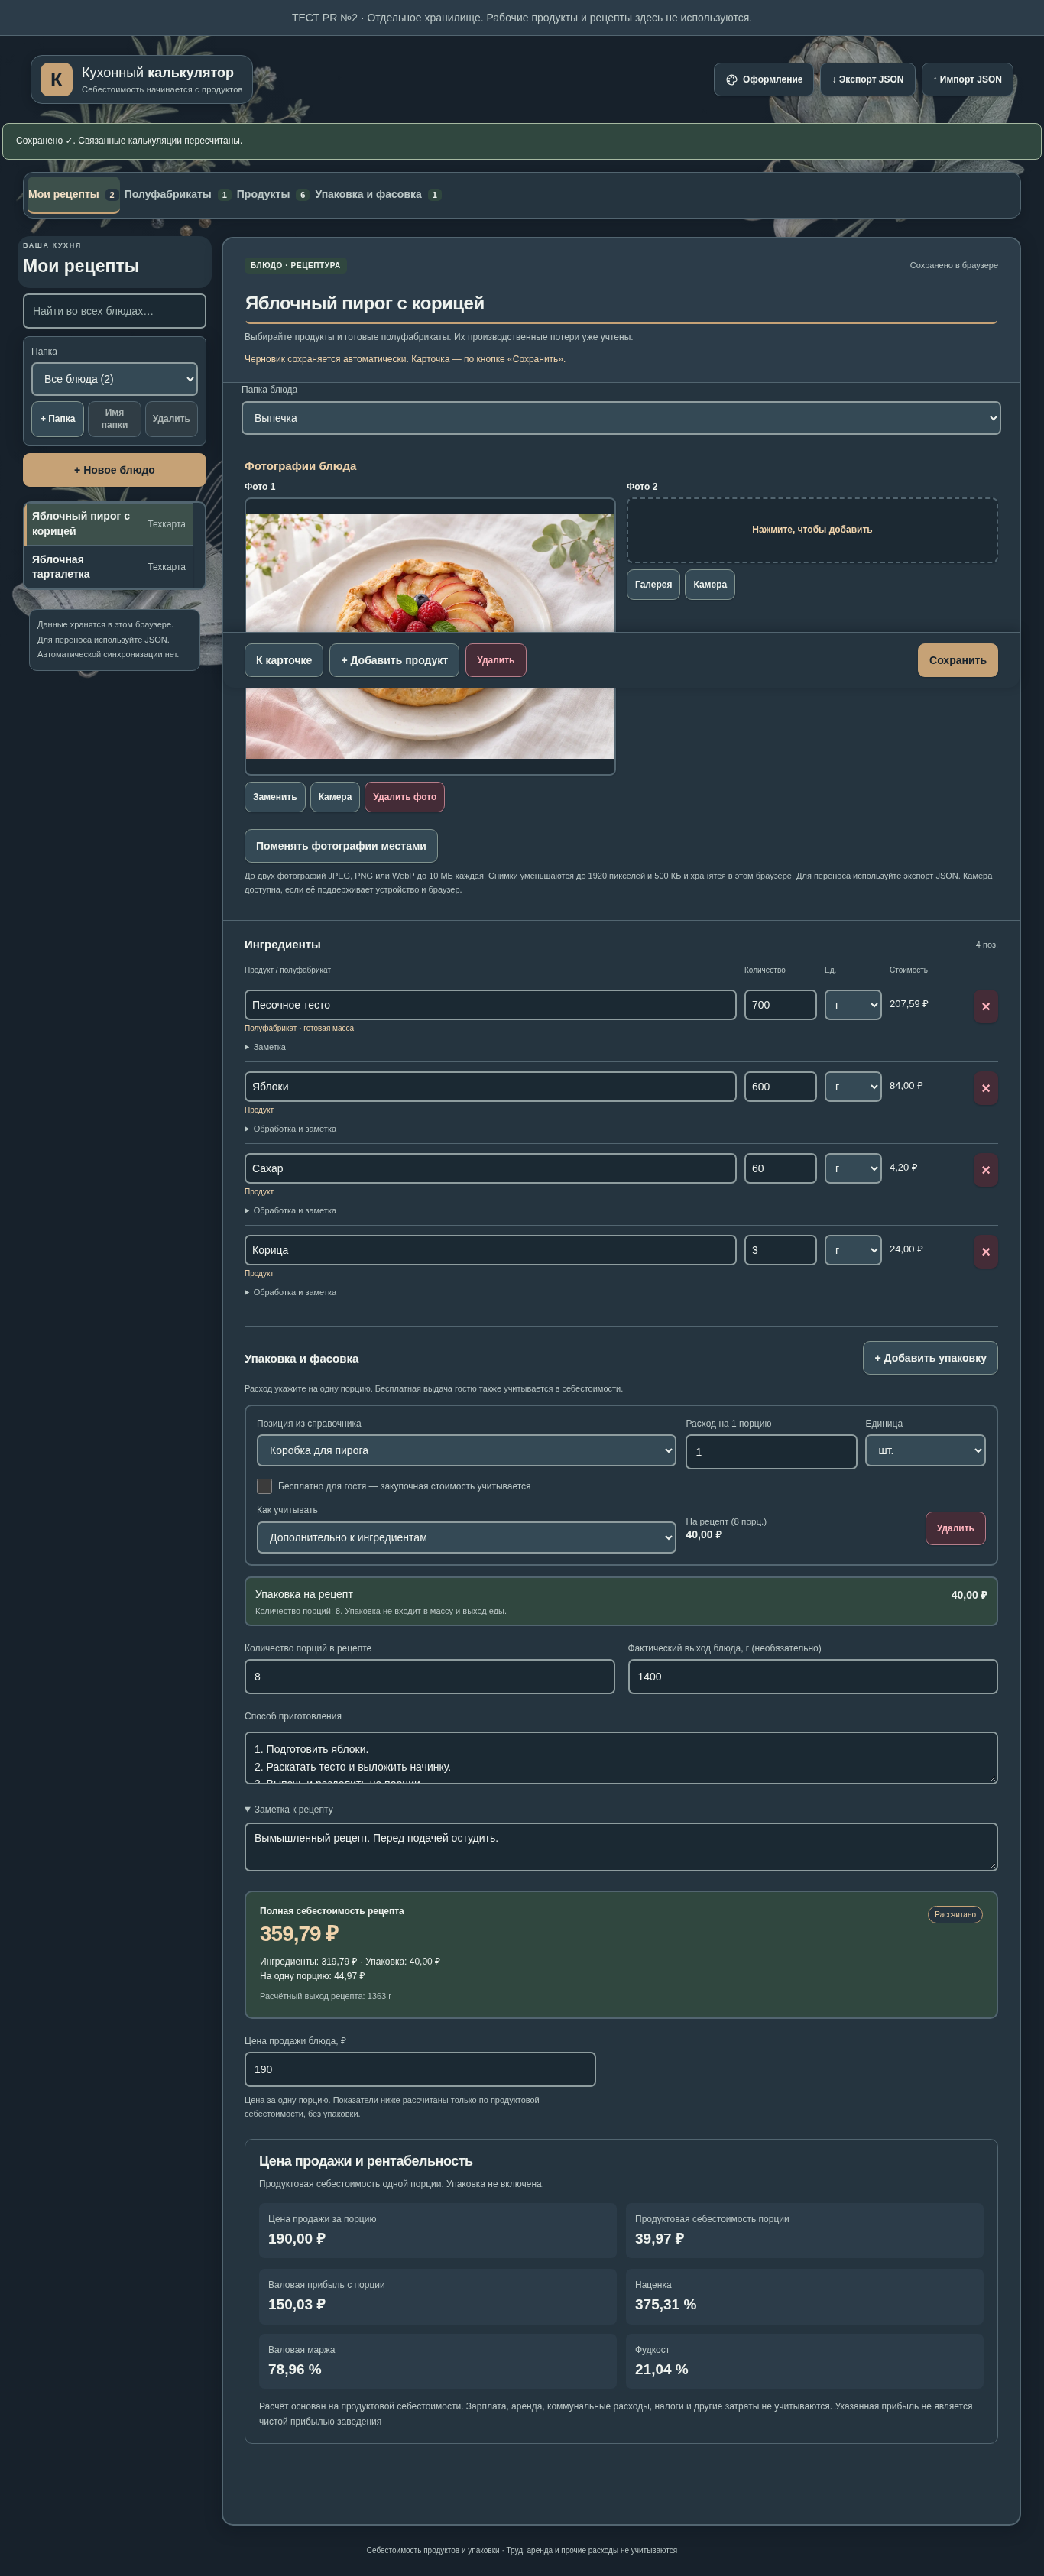 ТЕСТ PR №2 · Отдельное хранилище. Рабочие продукты и рецепты здесь не используются.
К
Кухонный калькулятор
Себестоимость начинается с продуктов
Оформление
↓ Экспорт JSON
↑ Импорт JSON
Сохранено ✓. Связанные калькуляции пересчитаны.
Мои рецепты 2 Полуфабрикаты 1 Продукты 6 Упаковка и фасовка 1
ВАША КУХНЯ
Мои рецепты
Найти во всех блюдах…
Папка
Все блюда (2)
+ Папка
Имя
папки
Удалить
+ Новое блюдо
Яблочный пирог с
корицей
Техкарта
Яблочная
тарталетка
Техкарта
Данные хранятся в этом браузере.
Для переноса используйте JSON.
Автоматической синхронизации нет.
БЛЮДО · РЕЦЕПТУРА
Сохранено в браузере
Яблочный пирог с корицей
Выбирайте продукты и готовые полуфабрикаты. Их производственные потери уже учтены.
Черновик сохраняется автоматически. Карточка — по кнопке «Сохранить».
Папка блюда
Выпечка
Фотографии блюда
Фото 1
Фото 2
Нажмите, чтобы добавить
Галерея
Камера
К карточке
+ Добавить продукт
Удалить
Сохранить
Заменить
Камера
Удалить фото
Поменять фотографии местами
До двух фотографий JPEG, PNG или WebP до 10 МБ каждая. Снимки уменьшаются до 1920 пикселей и 500 КБ и хранятся в этом браузере. Для переноса используйте экспорт JSON. Камера
доступна, если её поддерживает устройство и браузер.
Ингредиенты
4 поз.
Продукт / полуфабрикат Количество Ед. Стоимость
Песочное тесто 700 г 207,59 ₽ ×
Полуфабрикат · готовая масса
▶ Заметка
Яблоки 600 г 84,00 ₽ ×
Продукт
▶ Обработка и заметка
Сахар 60 г 4,20 ₽ ×
Продукт
▶ Обработка и заметка
Корица 3 г 24,00 ₽ ×
Продукт
▶ Обработка и заметка
Упаковка и фасовка
+ Добавить упаковку
Расход укажите на одну порцию. Бесплатная выдача гостю также учитывается в себестоимости.
Позиция из справочника Расход на 1 порцию Единица
Коробка для пирога 1 шт.
Бесплатно для гостя — закупочная стоимость учитывается
Как учитывать
Дополнительно к ингредиентам
На рецепт (8 порц.)
40,00 ₽
Удалить
Упаковка на рецепт
40,00 ₽
Количество порций: 8. Упаковка не входит в массу и выход еды.
Количество порций в рецепте
8
Фактический выход блюда, г (необязательно)
1400
Способ приготовления
1. Подготовить яблоки.
2. Раскатать тесто и выложить начинку.
▼ Заметка к рецепту
Вымышленный рецепт. Перед подачей остудить.
Полная себестоимость рецепта
Рассчитано
359,79 ₽
Ингредиенты: 319,79 ₽ · Упаковка: 40,00 ₽
На одну порцию: 44,97 ₽
Расчётный выход рецепта: 1363 г
Цена продажи блюда, ₽
190
Цена за одну порцию. Показатели ниже рассчитаны только по продуктовой
себестоимости, без упаковки.
Цена продажи и рентабельность
Продуктовая себестоимость одной порции. Упаковка не включена.
Цена продажи за порцию
190,00 ₽
Продуктовая себестоимость порции
39,97 ₽
Валовая прибыль с порции
150,03 ₽
Наценка
375,31 %
Валовая маржа
78,96 %
Фудкост
21,04 %
Расчёт основан на продуктовой себестоимости. Зарплата, аренда, коммунальные расходы, налоги и другие затраты не учитываются. Указанная прибыль не является
чистой прибылью заведения
Себестоимость продуктов и упаковки · Труд, аренда и прочие расходы не учитываются